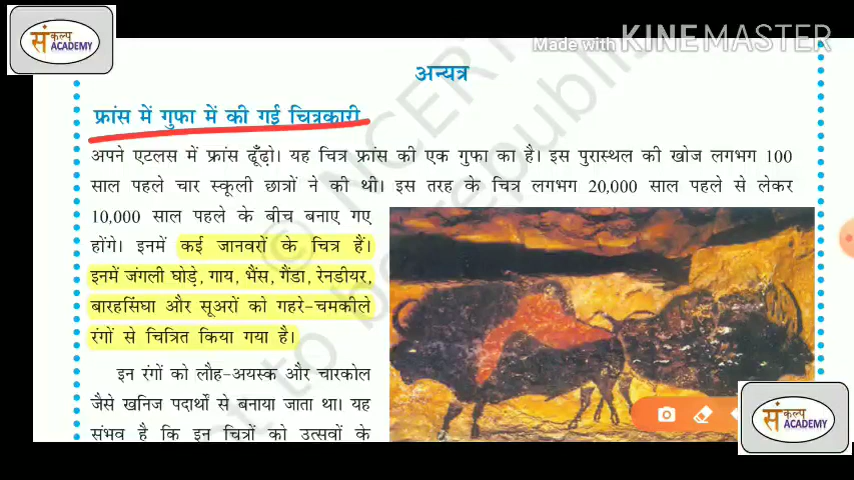 संकल्प
ACADEMY
Made with KINEMASTER
अन्यत्र
फ्रांस में गुफा में की गई चित्रकारी
अपने एटलस में फ्रांस ढूँढ़ो। यह चित्र फ्रांस की एक गुफा का है। इस पुरास्थल की खोज लगभग 100
साल पहले चार स्कूली छात्रों ने की थी। इस तरह के चित्र लगभग 20,000 साल पहले से लेकर
10,000 साल पहले के बीच बनाए गए
होंगे। इनमें कई जानवरों के चित्र हैं।
इनमें जंगली घोड़े, गाय, भैंस, गैंडा, रेनडीयर,
बारहसिंघा और सूअरों को गहरे-चमकीले
रंगों से चित्रित किया गया है।
इन रंगों को लौह-अयस्क और चारकोल
जैसे खनिज पदार्थों से बनाया जाता था। यह
संभव है कि इन चित्रों को उत्सवों के
संकल्प
ACADEMY